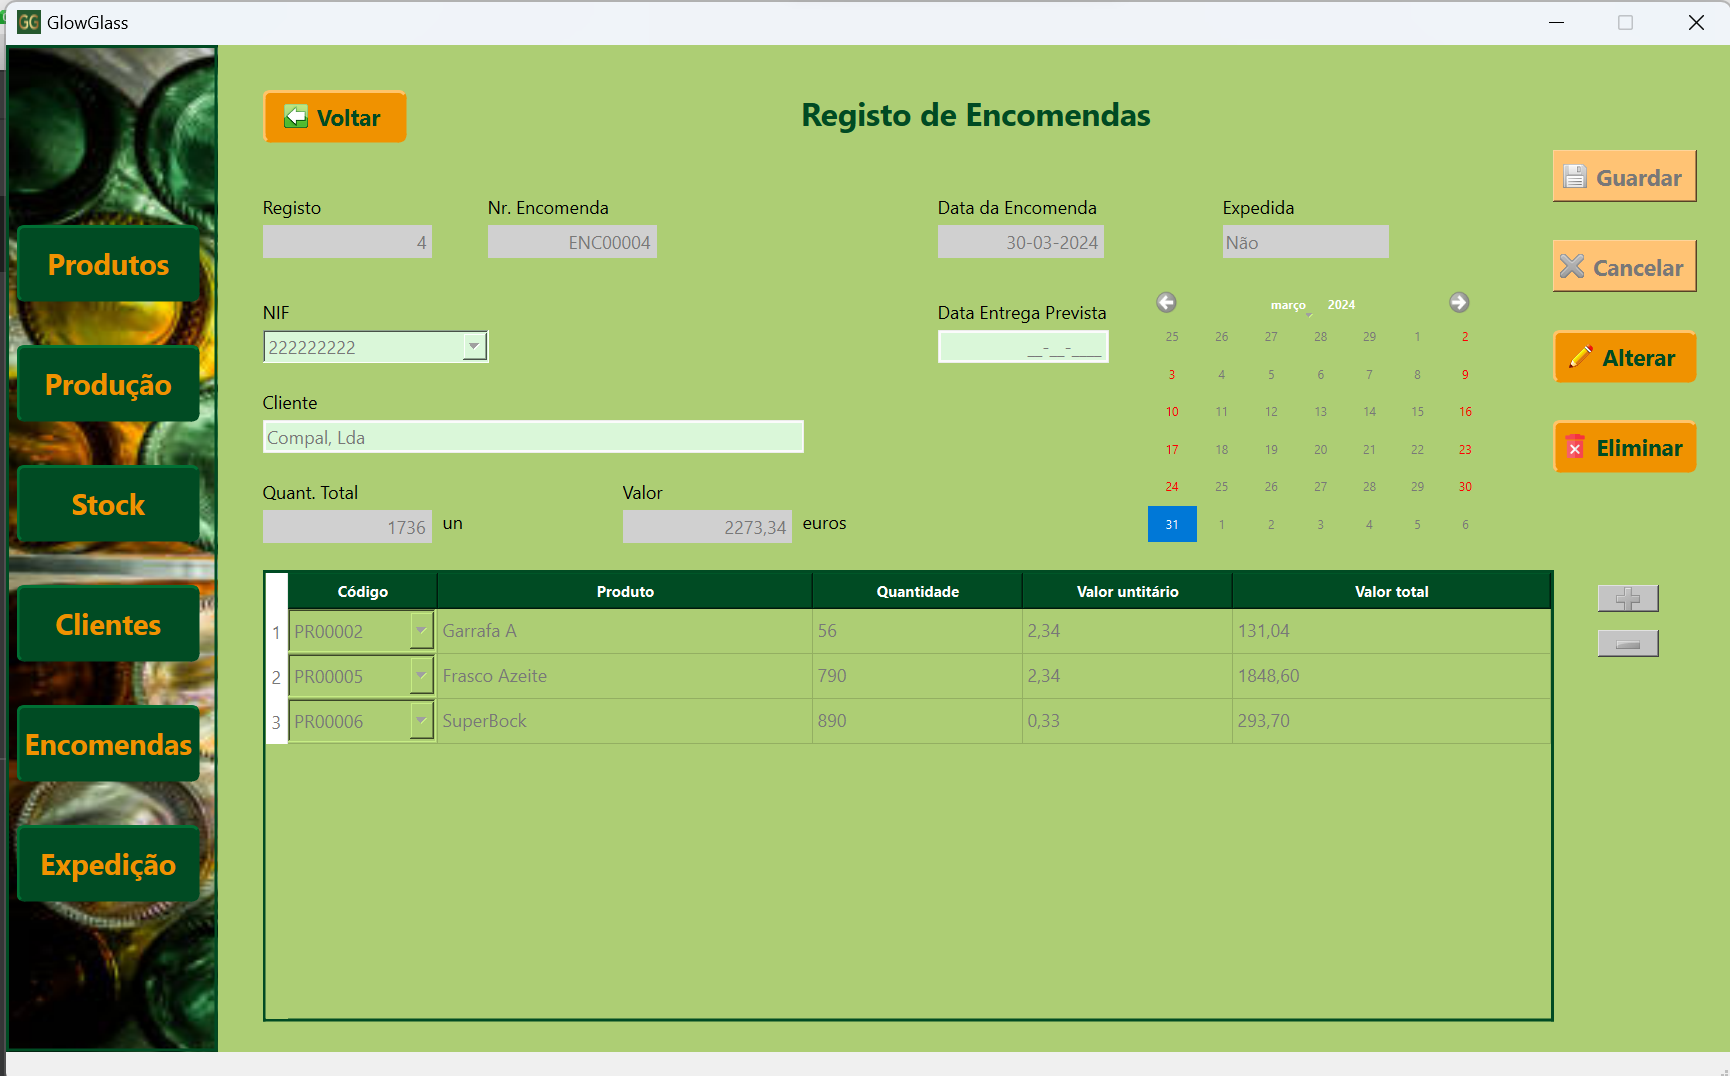 GG GlowGlass
Voltar
Registo de Encomendas
Guardar
Cancelar
Alterar
Eliminar
Produtos
Produção
Stock
Clientes
Encomendas
Expedição
Registo Nr. Encomenda Data da Encomenda Expedida
4 ENC00004 30-03-2024 Não
NIF Data Entrega Prevista
222222222 __-__-____
Cliente
Compal, Lda
março 2024
25 26 27 28 29 1 2
3 4 5 6 7 8 9
10 11 12 13 14 15 16
17 18 19 20 21 22 23
24 25 26 27 28 29 30
31 1 2 3 4 5 6
Quant. Total Valor
1736 un 2273,34 euros
Código Produto Quantidade Valor untitário Valor total
1 PR00002 Garrafa A 56 2,34 131,04
2 PR00005 Frasco Azeite 790 2,34 1848,60
3 PR00006 SuperBock 890 0,33 293,70